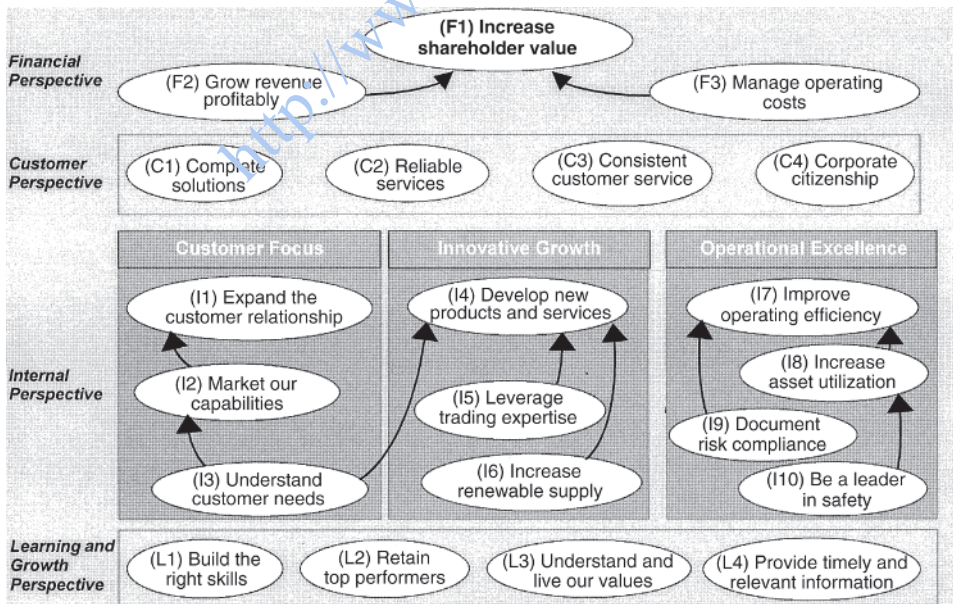 Financial
Perspective
(F1) Increase
shareholder value
(F2) Grow revenue
profitably
(F3) Manage operating
costs
http://www
Customer
Perspective
(C1) Complete
solutions
(C2) Reliable
services
(C3) Consistent
customer service
(C4) Corporate
citizenship
Internal
Perspective
Customer Focus
(I1) Expand the
customer relationship
(I2) Market our
capabilities
(I3) Understand
customer needs
Innovative Growth
(I4) Develop new
products and services
(I5) Leverage
trading expertise
(I6) Increase
renewable supply
Operational Excellence
(I7) Improve
operating efficiency
(I8) Increase
asset utilization
(I9) Document
risk compliance
(I10) Be a leader
in safety
Learning and
Growth
Perspective
(L1) Build the
right skills
(L2) Retain
top performers
(L3) Understand and
live our values
(L4) Provide timely and
relevant information